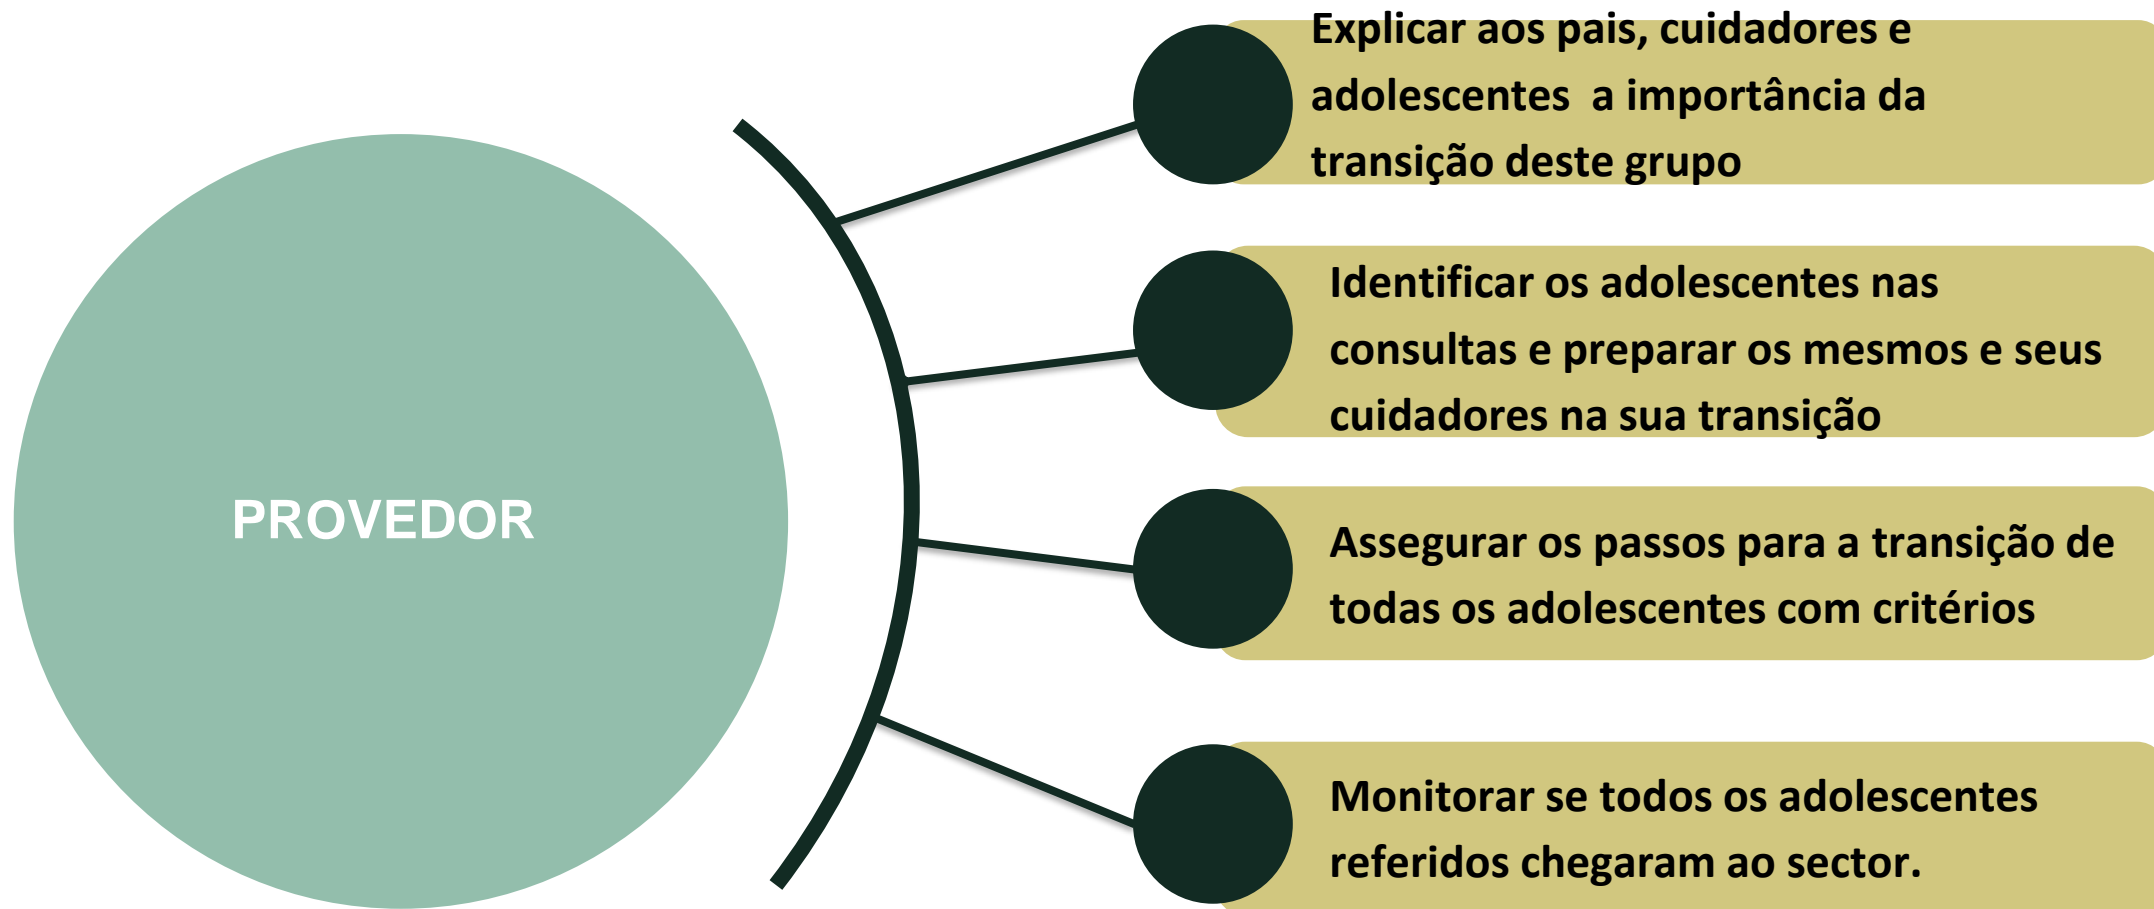 Explicar aos pais, cuidadores e
adolescentes  a importância da
transição deste grupo
Identificar os adolescentes nas
consultas e preparar os mesmos e seus
cuidadores na sua transição
PROVEDOR
Assegurar os passos para a transição de
todas os adolescentes com critérios
Monitorar se todos os adolescentes
referidos chegaram ao sector.